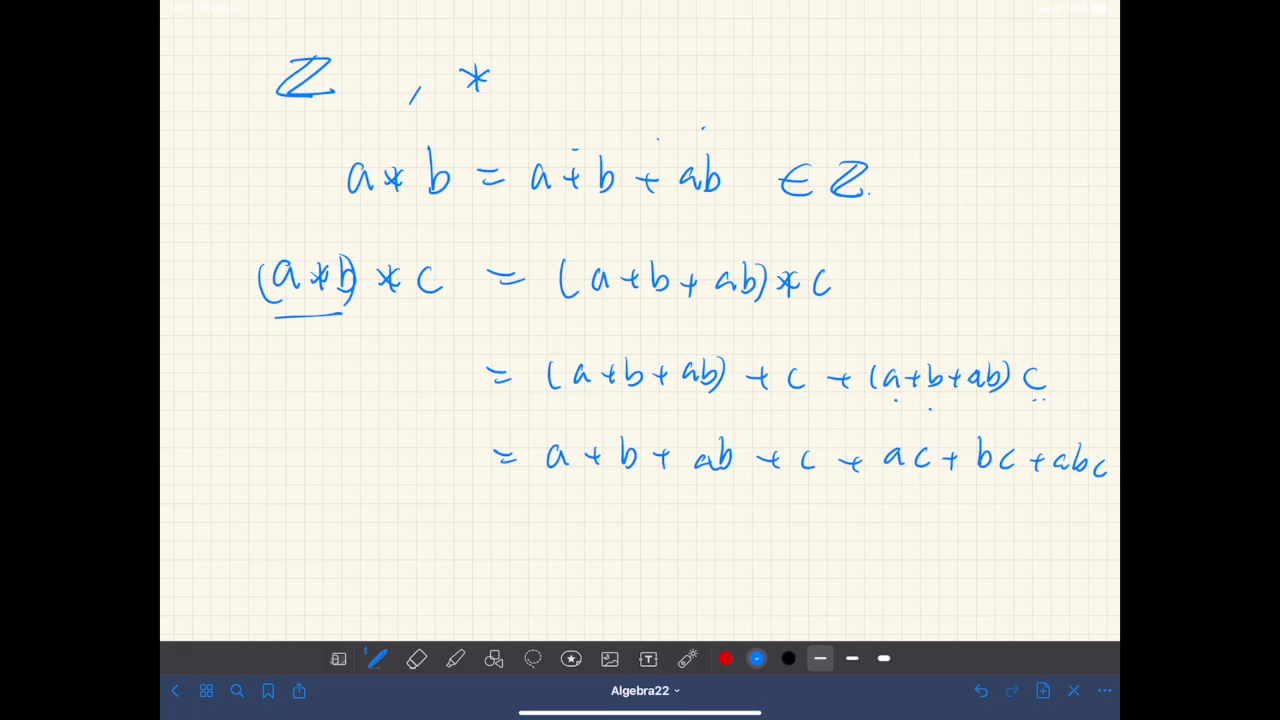 ℤ , *
a * b = a + b + ab ∈ ℤ.
(a * b) * c = (a + b + ab) * c
= (a + b + ab) + c + (a + b + ab) c
= a + b + ab + c + ac + bc + abc
Algebra22